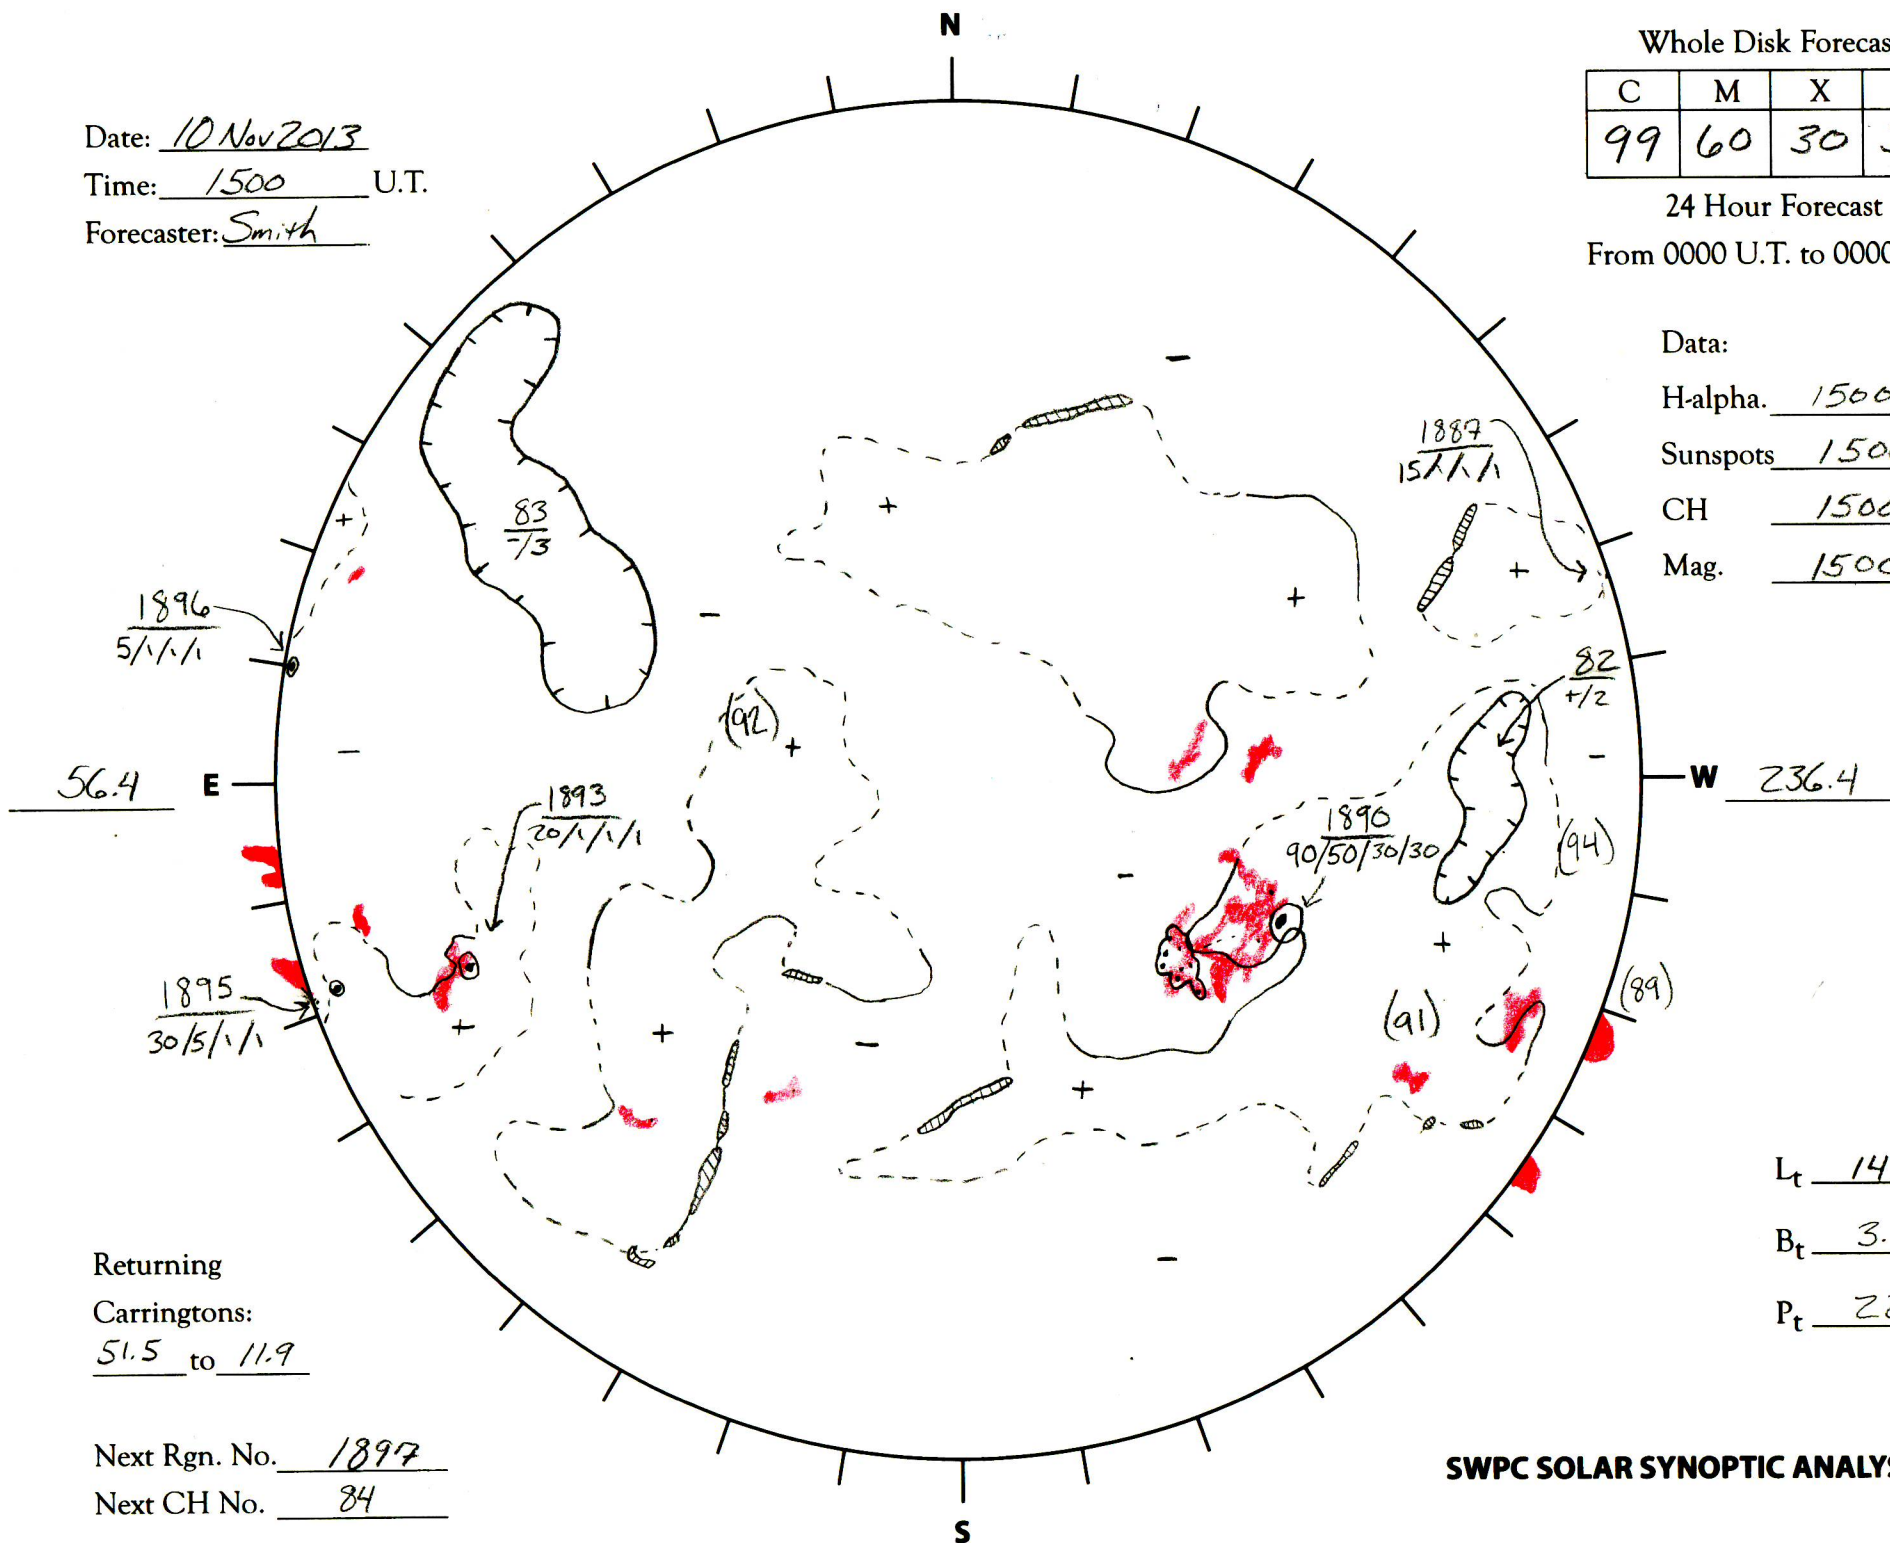 N
Whole Disk Forecas
C M X
99 60 30
24 Hour Forecast
From 0000 U.T. to 0000
Date: 10 Nov 2013
Time: 1500 U.T.
Forecaster: Smith
Data:
H-alpha. 1500
Sunspots 150
CH 1500
Mag. 1500
1887
15/1/1/1
83
-/3
1896
5/1/1/1
82
+/2
(92)
56.4 E
W 236.4
1893
20/1/1/1
1890
90/50/30/30
(94)
1895
30/5/1/1
(91)
(89)
Lt 14
Bt 3.
Pt 2
Returning
Carringtons:
51.5 to 11.9
Next Rgn. No. 1897
Next CH No. 84
SWPC SOLAR SYNOPTIC ANALYS
S